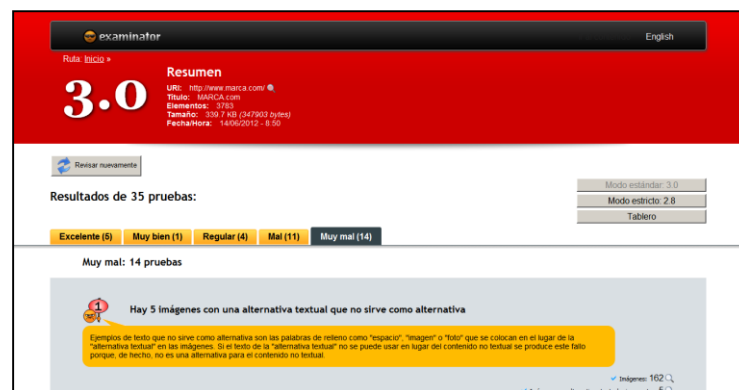 examinator
English
Ruta: Inicio »
3.0
Resumen
URI: http://www.marca.com/
Título: MARCA.com
Elementos: 3783
Tamaño: 339.7 KB (347903 bytes)
Fecha/Hora: 14/06/2012 - 8:50
Revisar nuevamente
Resultados de 35 pruebas:
Modo estándar: 3.0
Modo estricto: 2.8
Tablero
Excelente (5) Muy bien (1) Regular (4) Mal (11) Muy mal (14)
Muy mal: 14 pruebas
1
Hay 5 imágenes con una alternativa textual que no sirve como alternativa
Ejemplos de texto que no sirve como alternativa son las palabras de relleno como "espacio", "imagen" o "foto" que se colocan en el lugar de la
"alternativa textual" en las imágenes. Si el texto de la "alternativa textual" no se puede usar en lugar del contenido no textual se produce este fallo
porque, de hecho, no es una alternativa para el contenido no textual.
Imágenes: 162